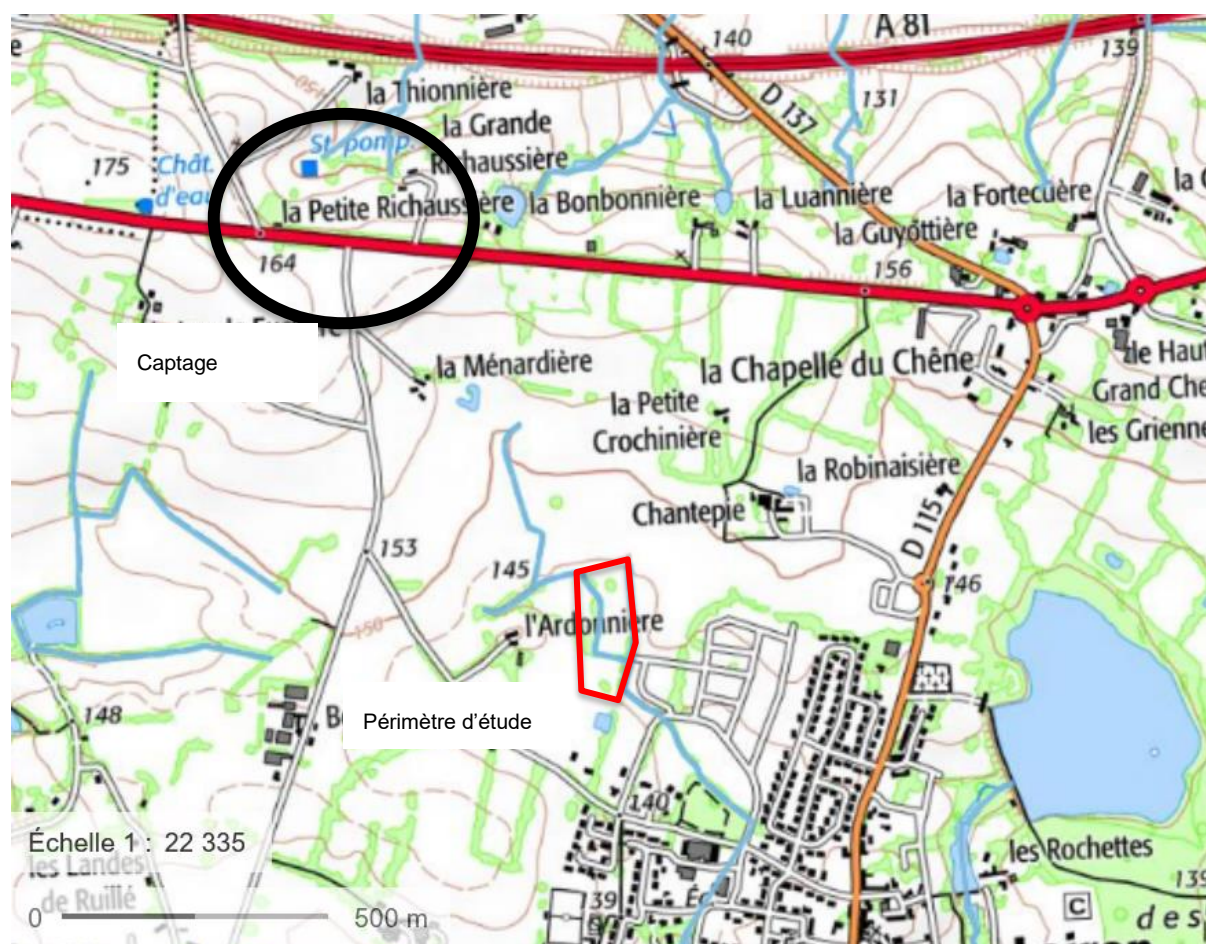 A 81
140
139
la Thionnière
131
D 137
la Grande
Richaussière
St. pomp.
175
Chât.
d'eau
la Petite Richaussière
la Bonbonnière
la Luannière
la Fortecuère
la Guyottière
164
156
Captage
la Ménardière
la Chapelle du Chêne
le Haut
Grand Che
la Petite
Crochinière
les Grienne
la Robinaisière
Chantepie
D 115
153
145
146
150
l'Ardonnière
Périmètre d'étude
148
140
Échelle 1 : 22 335
les Landes
de Ruillé
les Rochettes
139
0
500 m
39
C
des